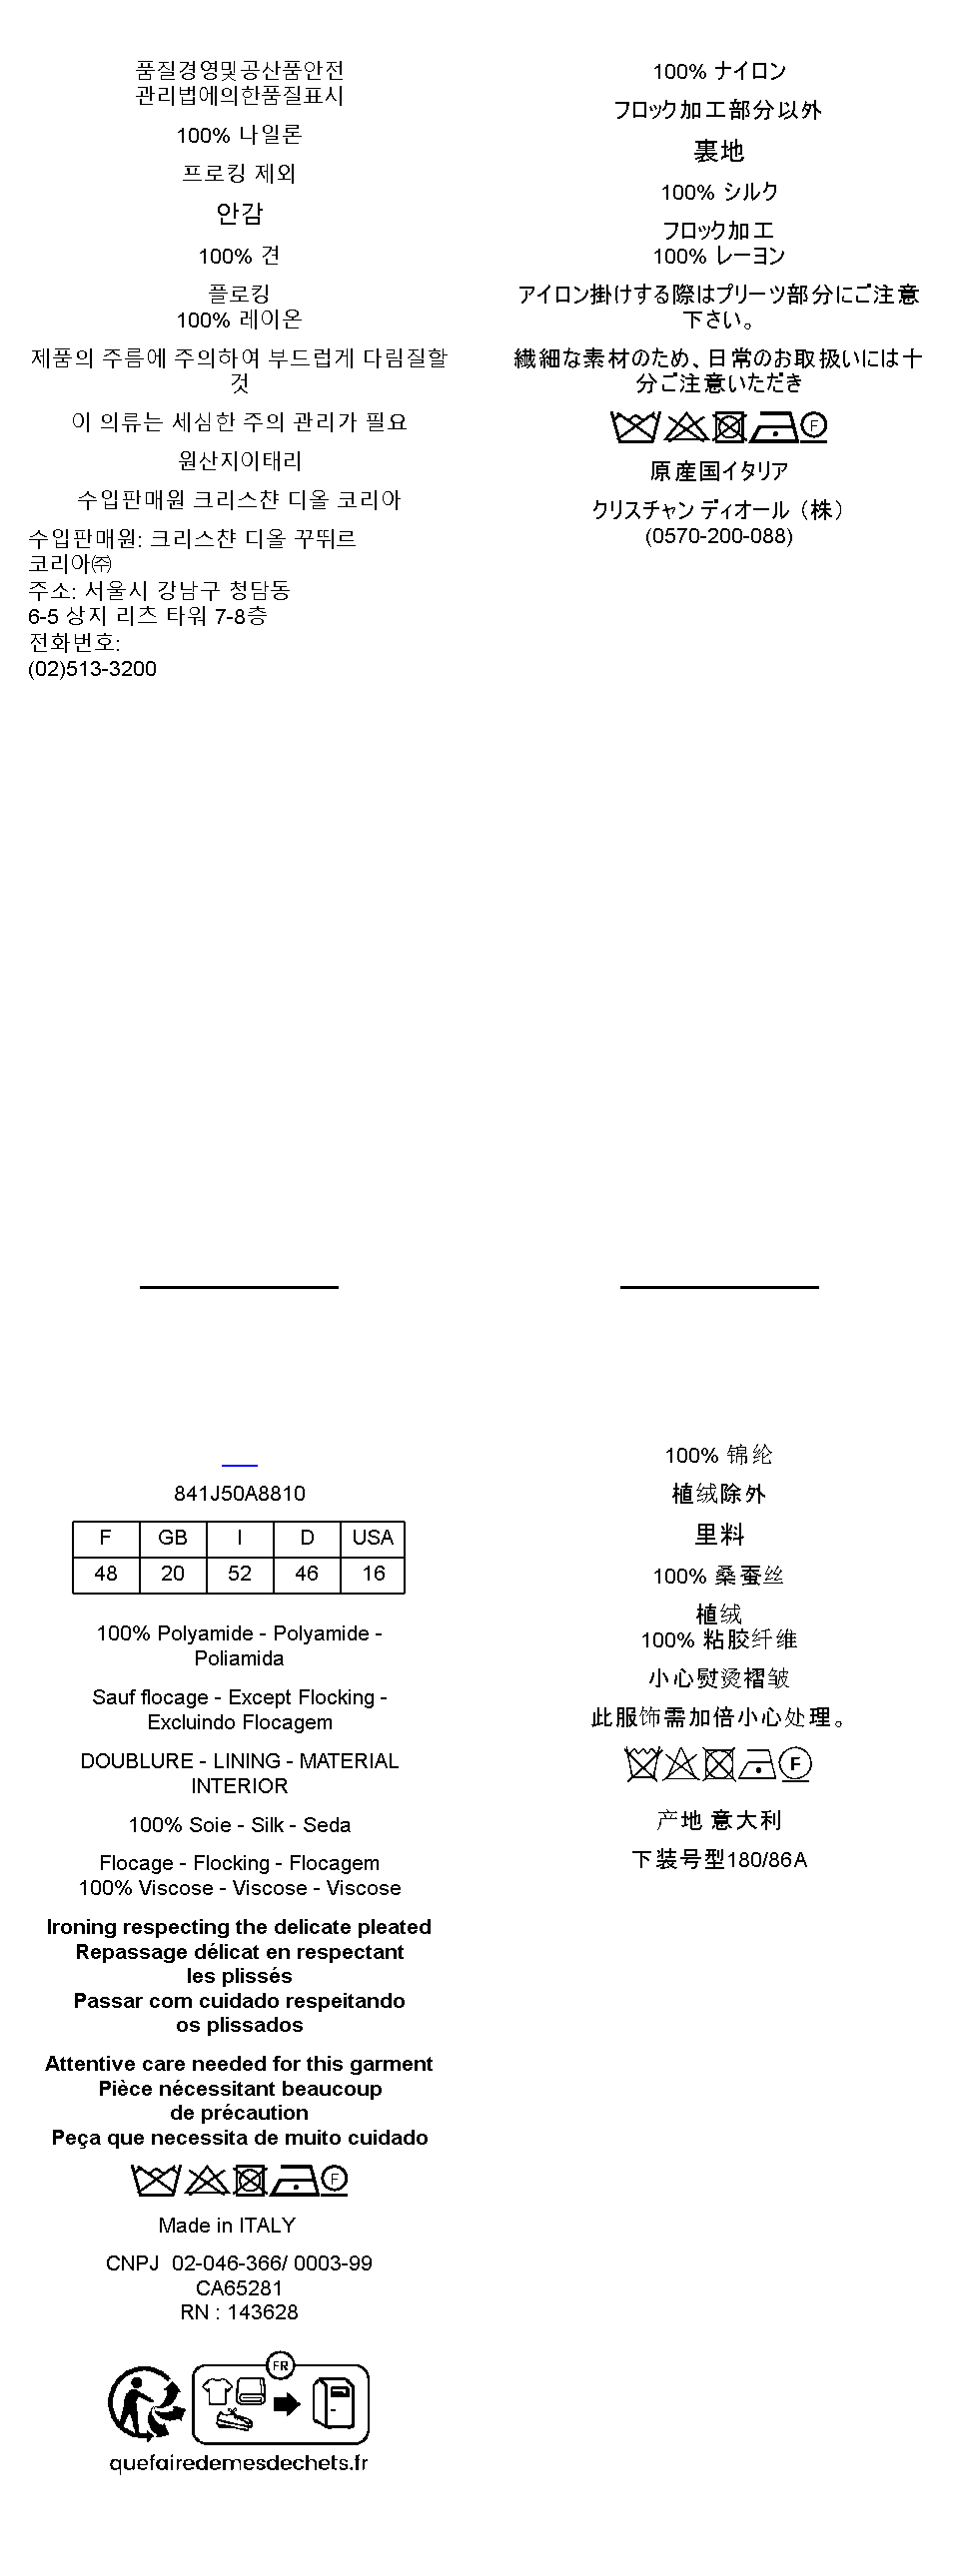 품질경영및공산품안전
관리법에의한품질표시
100% 나일론
프로킹 제외
안감
100% 견
플로킹
100% 레이온
제품의 주름에 주의하여 부드럽게 다림질할
것
이 의류는 세심한 주의 관리가 필요
원산지이태리
수입판매원 크리스챤 디올 코리아
수입판매원: 크리스챤 디올 꾸뛰르
코리아㈜
주소: 서울시 강남구 청담동
6-5 상지 리츠 타워 7-8층
전화번호:
(02)513-3200
100% ナイロン
フロック加工部分以外
裏地
100% シルク
フロック加工
100% レーヨン
アイロン掛けする際はプリーツ部分にご注意
下さい。
繊細な素材のため、日常のお取扱いには十
分ご注意いただき
F
原産国イタリア
クリスチャン ディオール（株）
(0570-200-088)
841J50A8810
F GB I D USA
48 20 52 46 16
100% Polyamide - Polyamide -
Poliamida
Sauf flocage - Except Flocking -
Excluindo Flocagem
DOUBLURE - LINING - MATERIAL
INTERIOR
100% Soie - Silk - Seda
Flocage - Flocking - Flocagem
100% Viscose - Viscose - Viscose
Ironing respecting the delicate pleated
Repassage délicat en respectant
les plissés
Passar com cuidado respeitando
os plissados
Attentive care needed for this garment
Pièce nécessitant beaucoup
de précaution
Peça que necessita de muito cuidado
F
Made in ITALY
CNPJ 02-046-366/ 0003-99
CA65281
RN : 143628
FR
quefairedemesdechets.fr
100% 锦纶
植绒除外
里料
100% 桑蚕丝
植绒
100% 粘胶纤维
小心熨烫褶皱
此服饰需加倍小心处理。
F
产地 意大利
下装号型180/86A